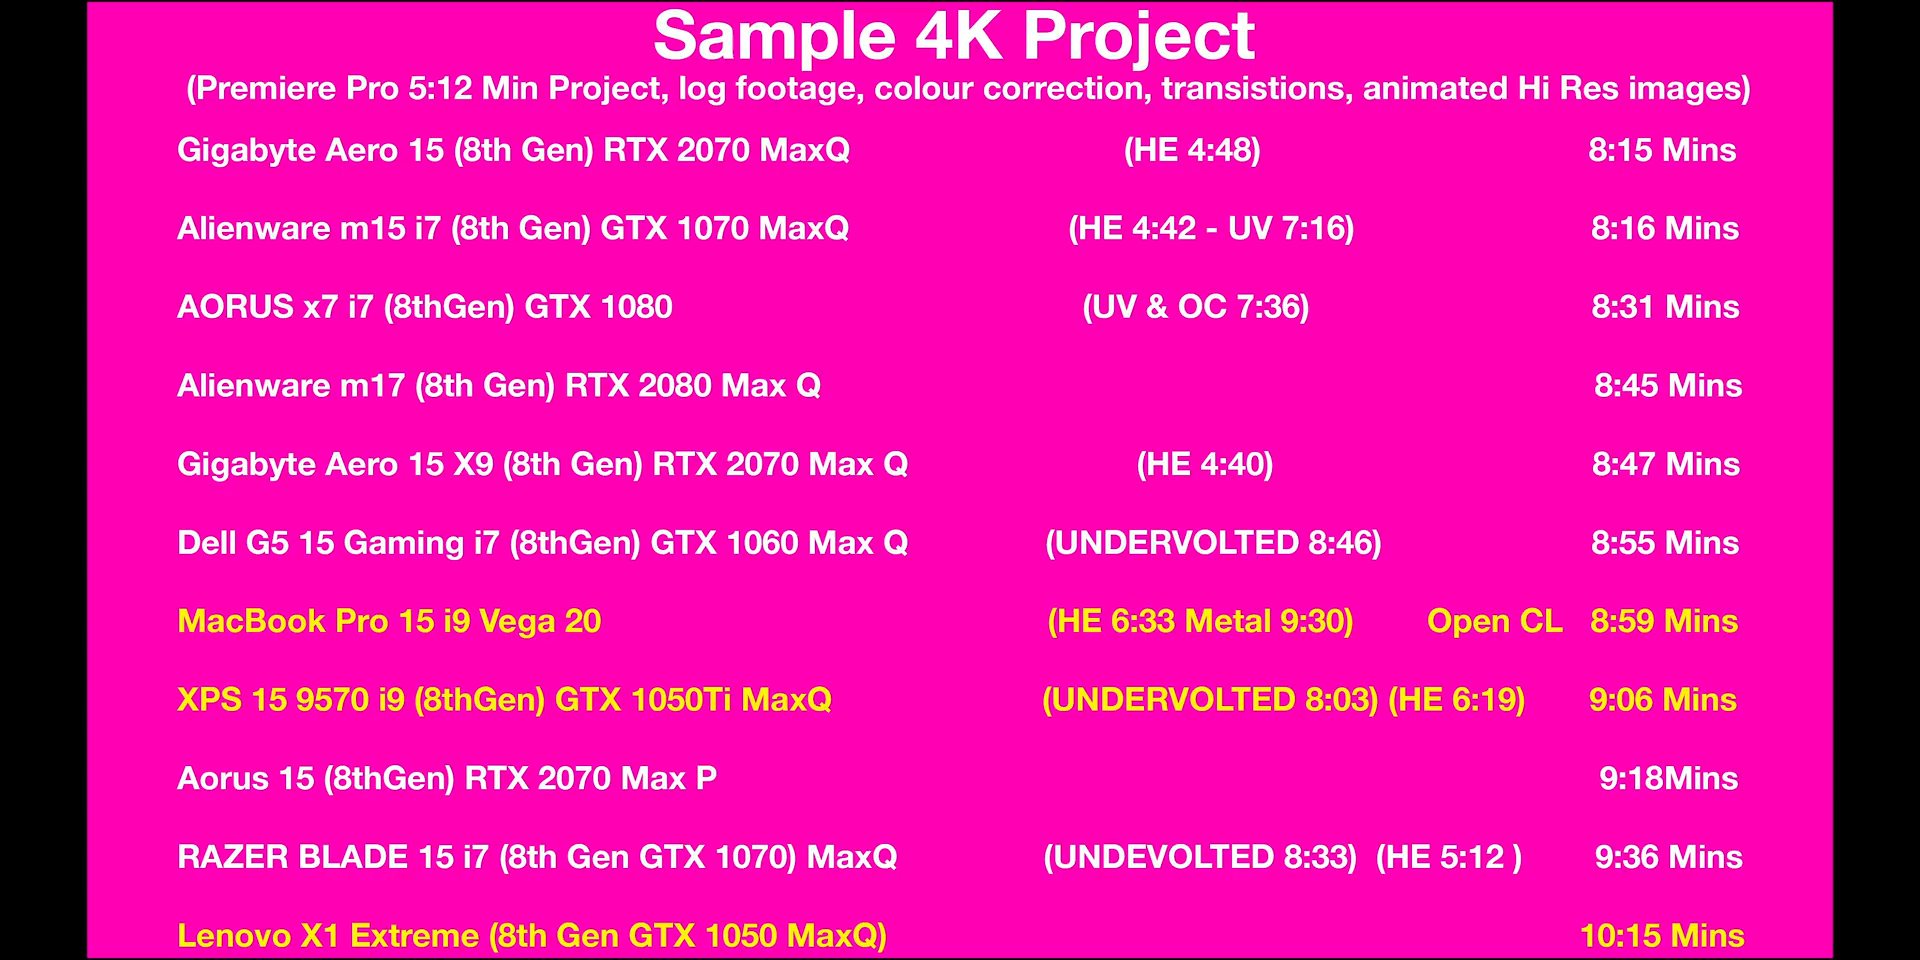 Sample 4K Project
(Premiere Pro 5:12 Min Project, log footage, colour correction, transistions, animated Hi Res images)
Gigabyte Aero 15 (8th Gen) RTX 2070 MaxQ (HE 4:48) 8:15 Mins
Alienware m15 i7 (8th Gen) GTX 1070 MaxQ (HE 4:42 - UV 7:16) 8:16 Mins
AORUS x7 i7 (8thGen) GTX 1080 (UV & OC 7:36) 8:31 Mins
Alienware m17 (8th Gen) RTX 2080 Max Q 8:45 Mins
Gigabyte Aero 15 X9 (8th Gen) RTX 2070 Max Q (HE 4:40) 8:47 Mins
Dell G5 15 Gaming i7 (8thGen) GTX 1060 Max Q (UNDERVOLTED 8:46) 8:55 Mins
MacBook Pro 15 i9 Vega 20 (HE 6:33 Metal 9:30) Open CL 8:59 Mins
XPS 15 9570 i9 (8thGen) GTX 1050Ti MaxQ (UNDERVOLTED 8:03) (HE 6:19) 9:06 Mins
Aorus 15 (8thGen) RTX 2070 Max P 9:18Mins
RAZER BLADE 15 i7 (8th Gen GTX 1070) MaxQ (UNDEVOLTED 8:33) (HE 5:12 ) 9:36 Mins
Lenovo X1 Extreme (8th Gen GTX 1050 MaxQ) 10:15 Mins